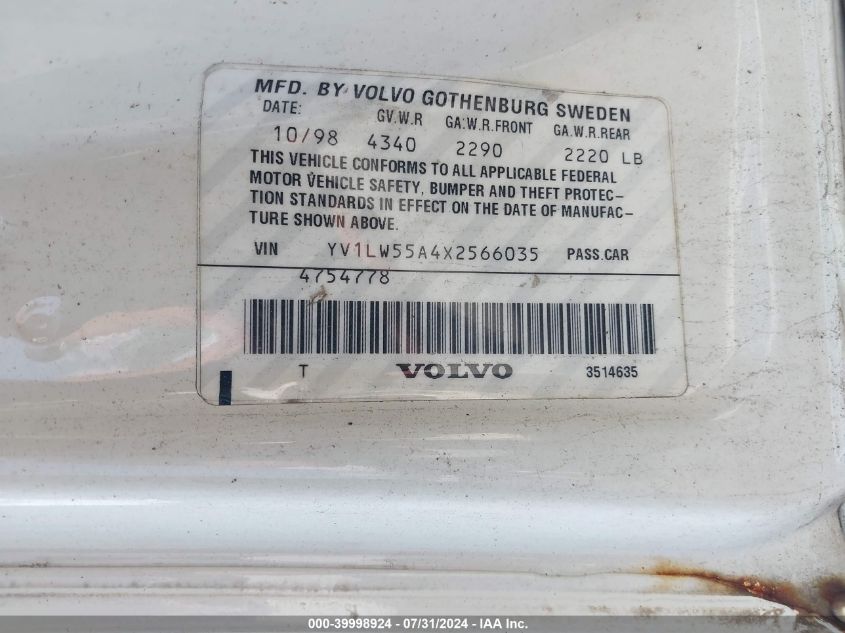 MFD. BY VOLVO GOTHENBURG SWEDEN
DATE: GV.W.R GA.W.R.FRONT GA.W.R.REAR
10/98 4340 2290 2220 LB
THIS VEHICLE CONFORMS TO ALL APPLICABLE FEDERAL
MOTOR VEHICLE SAFETY, BUMPER AND THEFT PROTEC-
TION STANDARDS IN EFFECT ON THE DATE OF MANUFAC-
TURE SHOWN ABOVE.
VIN YV1LW55A4X2566035 PASS.CAR
4754778
T VOLVO 3514635
000-39998924 / 07/31/2024 - IAA